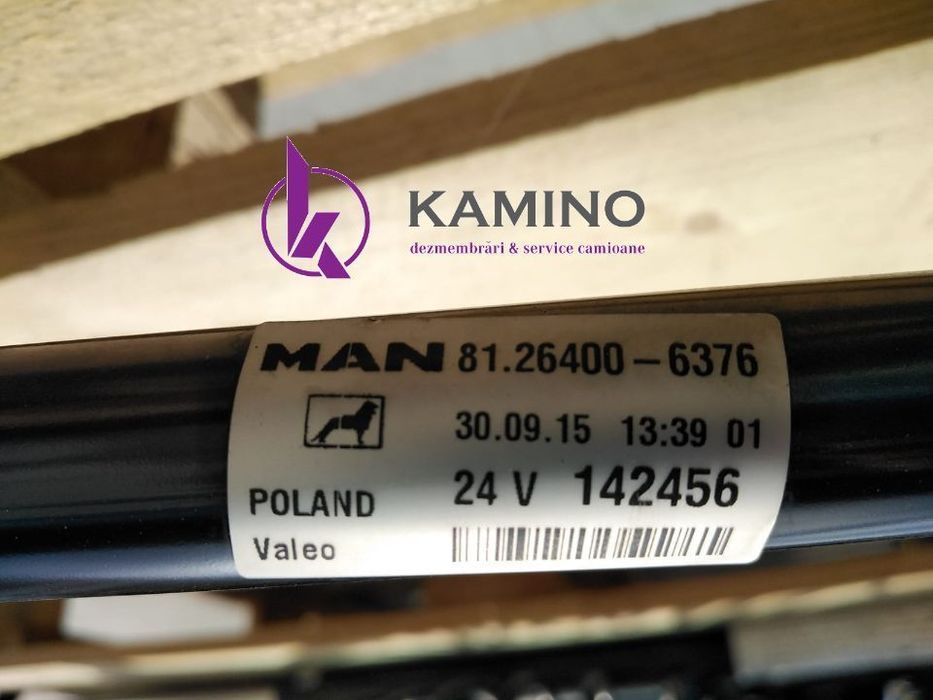 KAMINO
dezmembrări & service camioane
MAN 81.26400-6376
30.09.15 13:39 01
POLAND 24 V 142456
Valeo